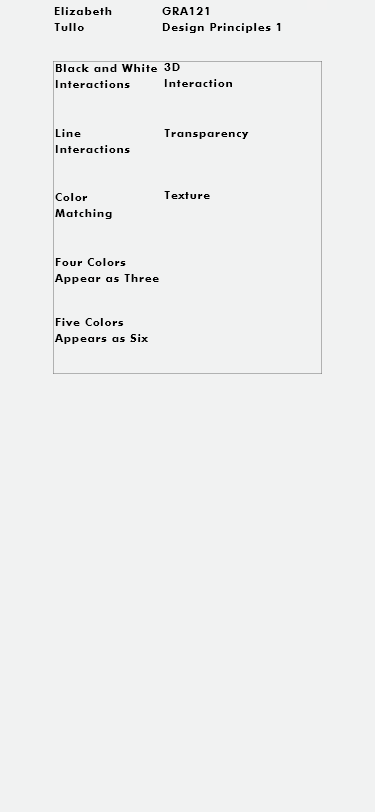 Elizabeth
Tullo
GRA121
Design Principles 1
Black and White
Interactions
3D
Interaction
Line
Interactions
Transparency
Color
Matching
Texture
Four Colors
Appear as Three
Five Colors
Appears as Six